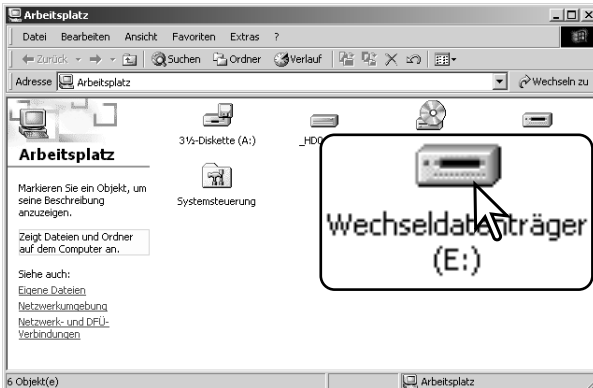 Arbeitsplatz
Datei Bearbeiten Ansicht Favoriten Extras ?
Zurück Suchen Ordner Verlauf
Adresse Arbeitsplatz Wechseln zu
3½-Diskette (A:) _HD0
Arbeitsplatz
Systemsteuerung
Markieren Sie ein Objekt, um
seine Beschreibung
anzuzeigen.
Wechseldatenträger
(E:)
Zeigt Dateien und Ordner
auf dem Computer an.
Siehe auch:
Eigene Dateien
Netzwerkumgebung
Netzwerk- und DFÜ-
Verbindungen
6 Objekt(e) Arbeitsplatz